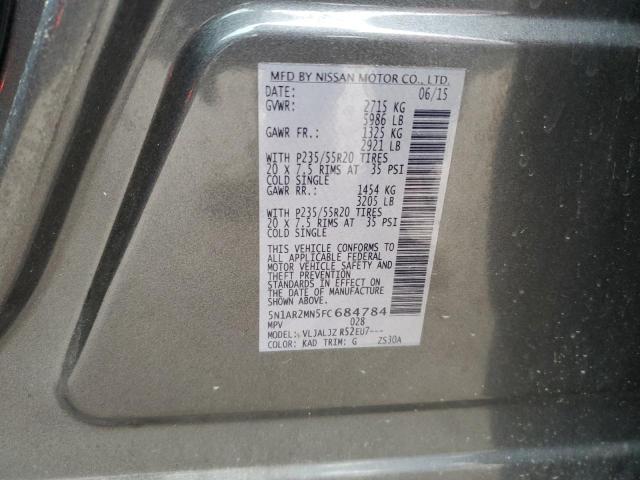 MFD BY NISSAN MOTOR CO., LTD.
DATE: 06/15
GVWR: 2715 KG
5986 LB
GAWR FR.: 1325 KG
2921 LB
WITH P235/55R20 TIRES
20 X 7.5 RIMS AT 35 PSI
COLD SINGLE
GAWR RR.: 1454 KG
3205 LB
WITH P235/55R20 TIRES
20 X 7.5 RIMS AT 35 PSI
COLD SINGLE
THIS VEHICLE CONFORMS TO
ALL APPLICABLE FEDERAL
MOTOR VEHICLE SAFETY AND
THEFT PREVENTION
STANDARDS IN EFFECT ON
THE DATE OF MANUFACTURE
SHOWN ABOVE.
5N1AR2MN5FC684784
MPV 028
MODEL: VLJALJZ R52EU7---
COLOR: KAD TRIM: G ZS30A